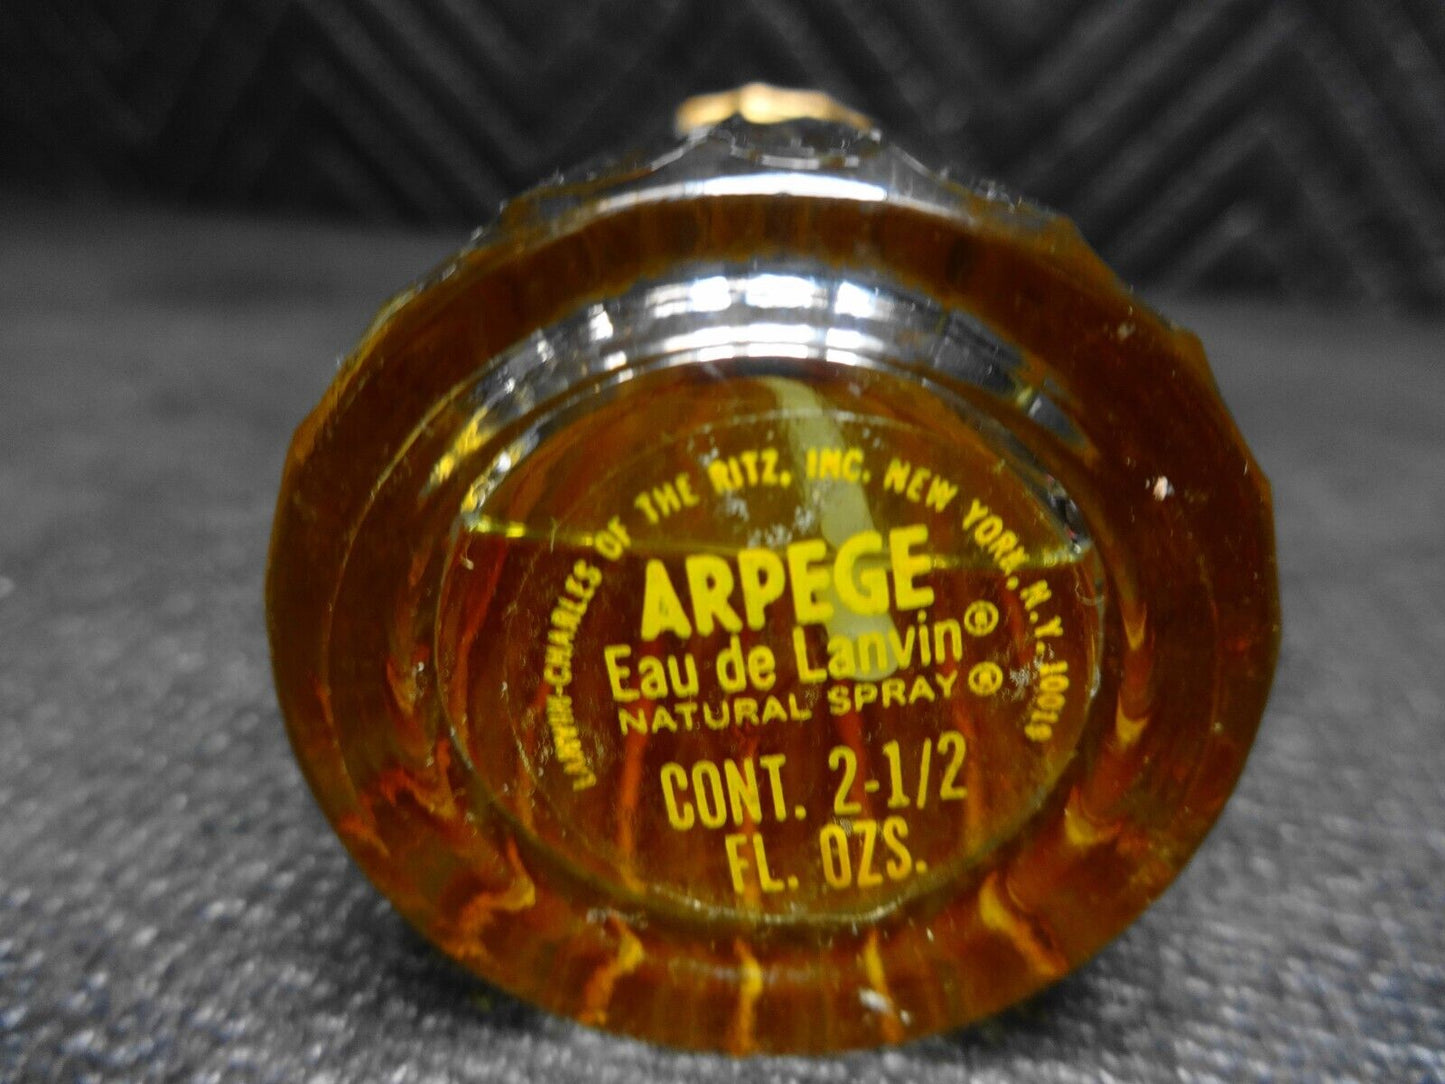 LANVIN-CHARLES OF THE RITZ, INC. NEW YORK, N.Y. 10019
ARPEGE
Eau de Lanvin®
NATURAL SPRAY ®
CONT. 2-1/2
FL. OZS.